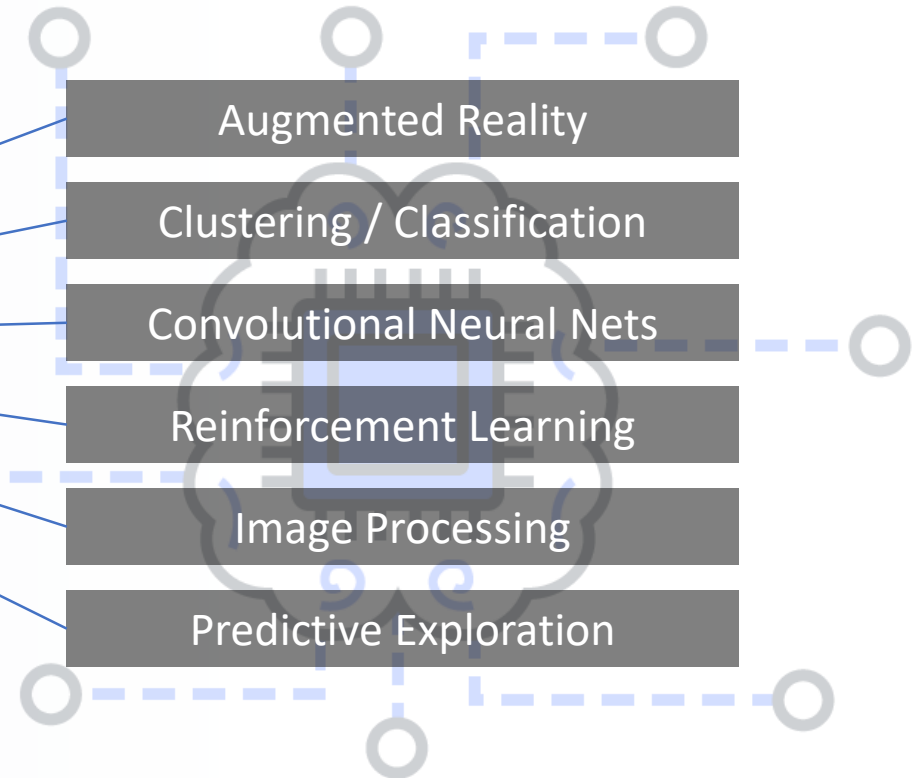 Augmented Reality
Clustering / Classification
Convolutional Neural Nets
Reinforcement Learning
Image Processing
Predictive Exploration